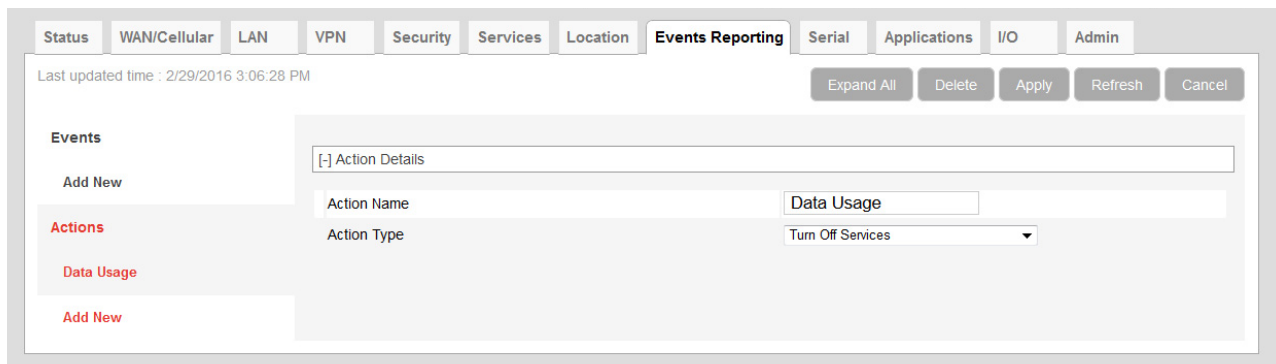 Status WAN/Cellular LAN VPN Security Services Location Events Reporting Serial Applications I/O Admin
Last updated time : 2/29/2016 3:06:28 PM
Expand All Delete Apply Refresh Cancel
Events
Add New
Actions
Data Usage
Add New
[-] Action Details
Action Name Data Usage
Action Type Turn Off Services